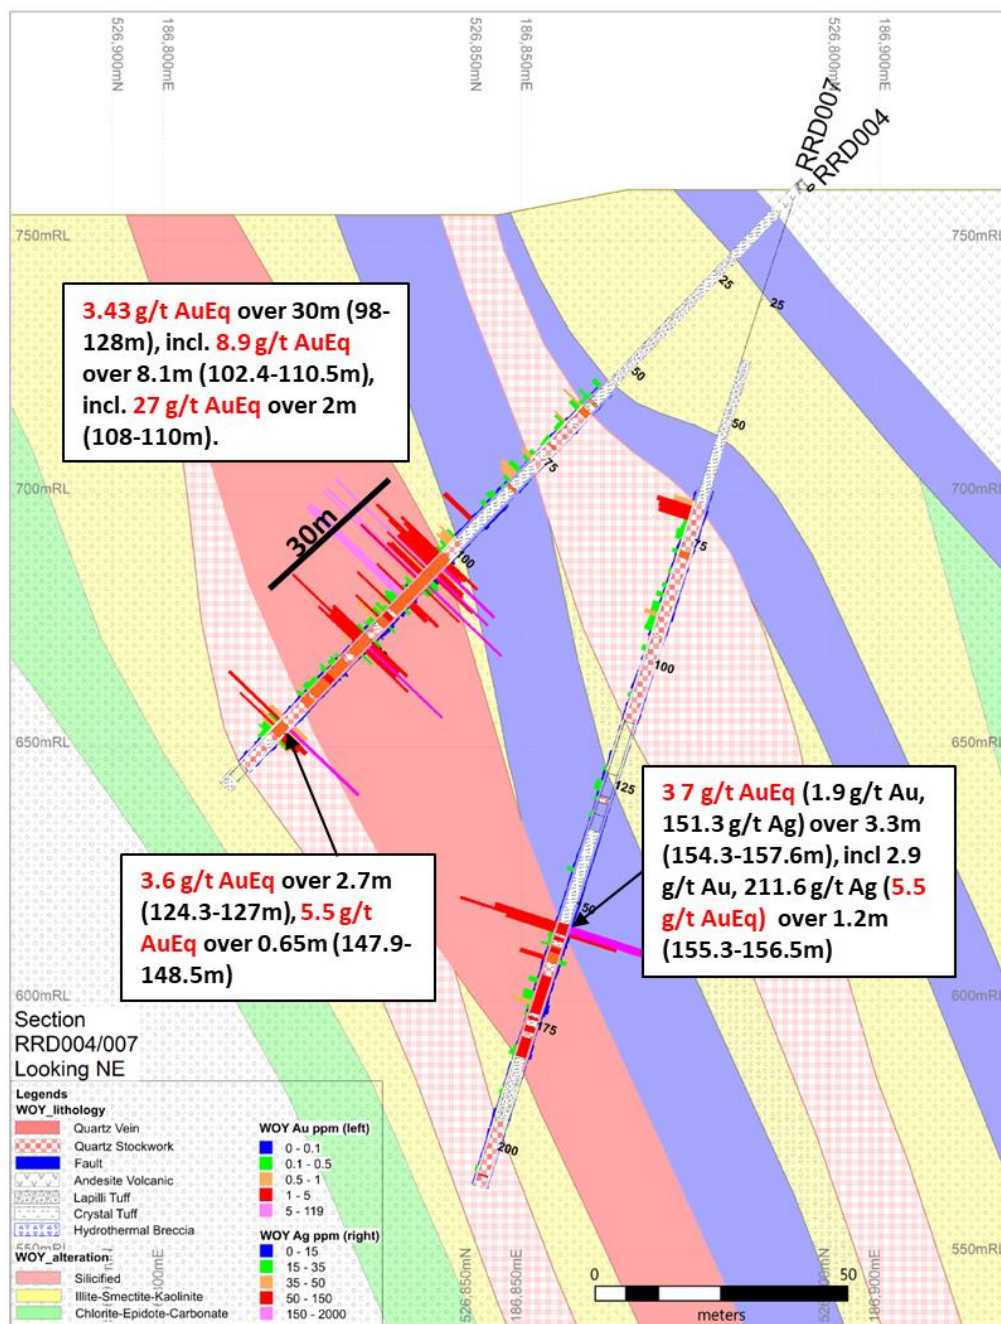 526,900mN
186,800mE
526,850mN
186,850mE
526,800mN
186,900mE
RRD007
RRD004
750mRL
750mRL
25
25
3.43 g/t AuEq over 30m (98-
128m), incl. 8.9 g/t AuEq
over 8.1m (102.4-110.5m),
incl. 27 g/t AuEq over 2m
(108-110m).
50
50
75
700mRL
700mRL
30m
75
100
100
650mRL
650mRL
125
3 7 g/t AuEq (1.9 g/t Au,
151.3 g/t Ag) over 3.3m
(154.3-157.6m), incl 2.9
g/t Au, 211.6 g/t Ag (5.5
g/t AuEq) over 1.2m
(155.3-156.5m)
3.6 g/t AuEq over 2.7m
(124.3-127m), 5.5 g/t
AuEq over 0.65m (147.9-
148.5m)
150
600mRL
600mRL
175
200
Section
RRD004/007
Looking NE
Legends
WOY_lithology
Quartz Vein
Quartz Stockwork
Fault
Andesite Volcanic
Lapilli Tuff
Crystal Tuff
Hydrothermal Breccia
WOY_alteration
Silicified
Illite-Smectite-Kaolinite
Chlorite-Epidote-Carbonate
WOY Au ppm (left)
0 - 0.1
0.1 - 0.5
0.5 - 1
1 - 5
5 - 119
WOY Ag ppm (right)
0 - 15
15 - 35
35 - 50
50 - 150
150 - 2000
550mRL
550mRL
526,850mN
186,850mE
186,900mE
0
50
meters